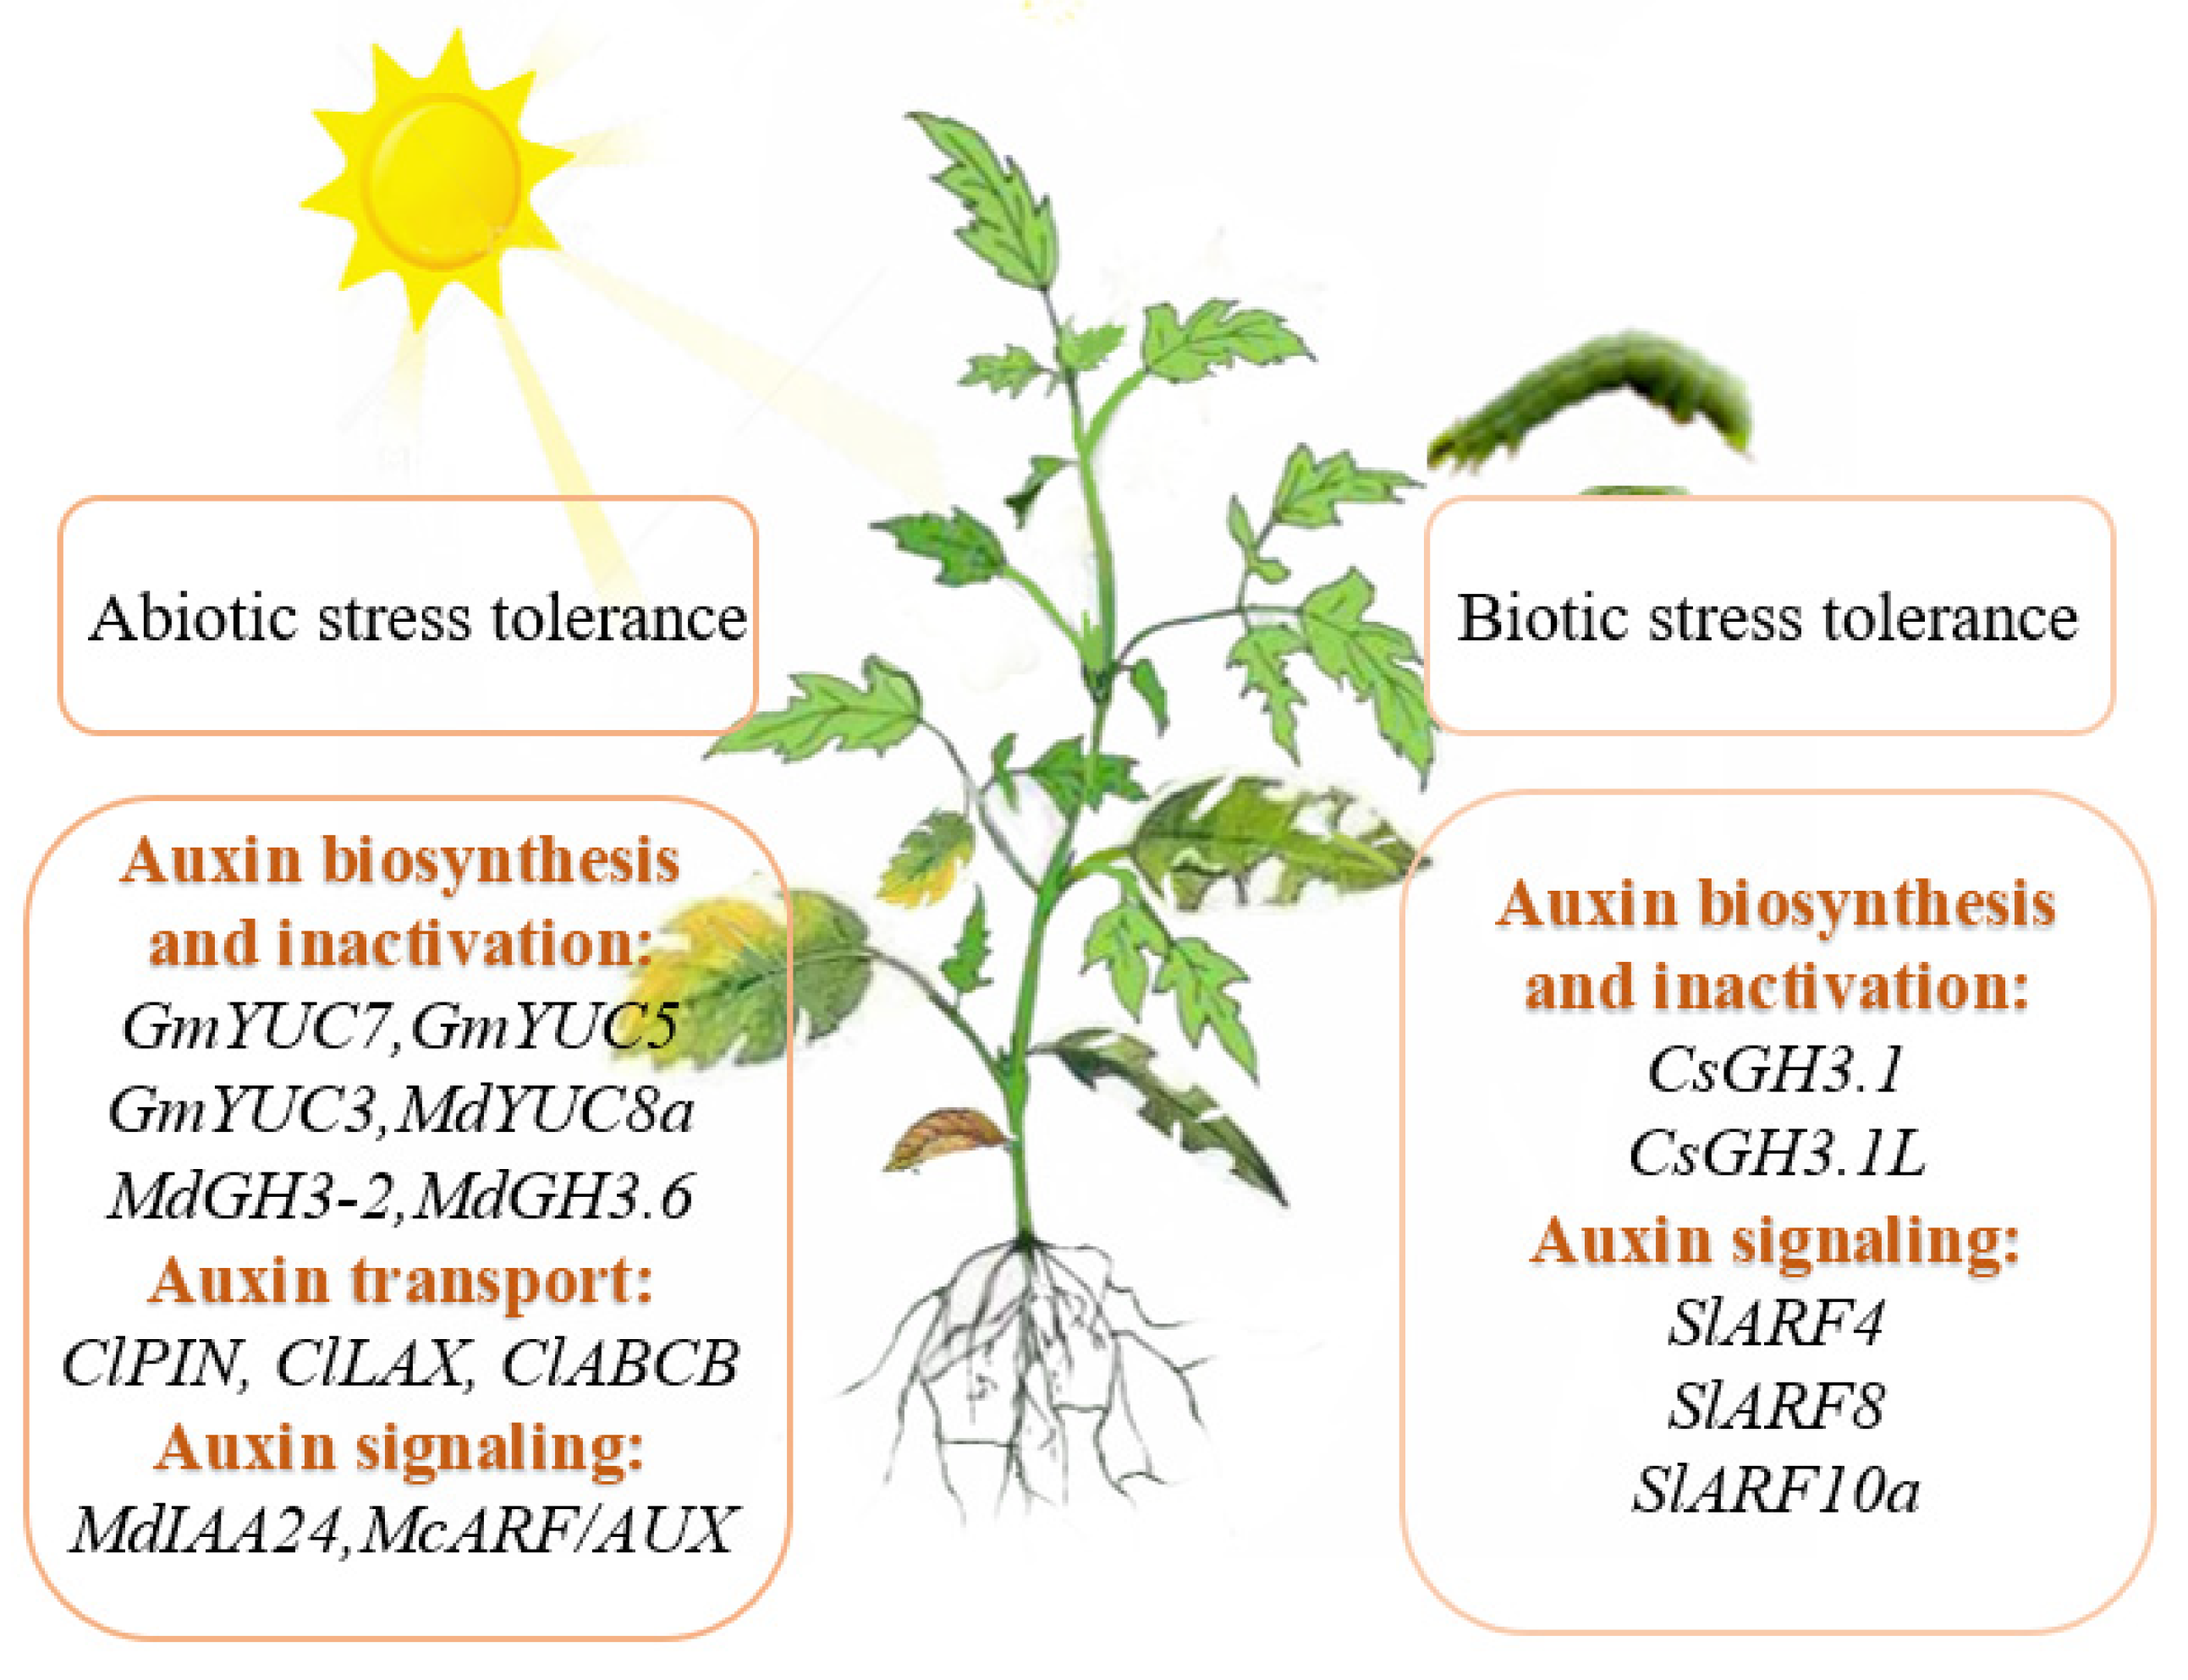 Abiotic stress tolerance
Auxin biosynthesis
and inactivation:
GmYUC7,GmYUC5
GmYUC3,MdYUC8a
MdGH3-2,MdGH3.6
Auxin transport:
ClPIN, ClLAX, ClABCB
Auxin signaling:
MdIAA24,McARF/AUX
Biotic stress tolerance
Auxin biosynthesis
and inactivation:
CsGH3.1
CsGH3.1L
Auxin signaling:
SlARF4
SlARF8
SlARF10a